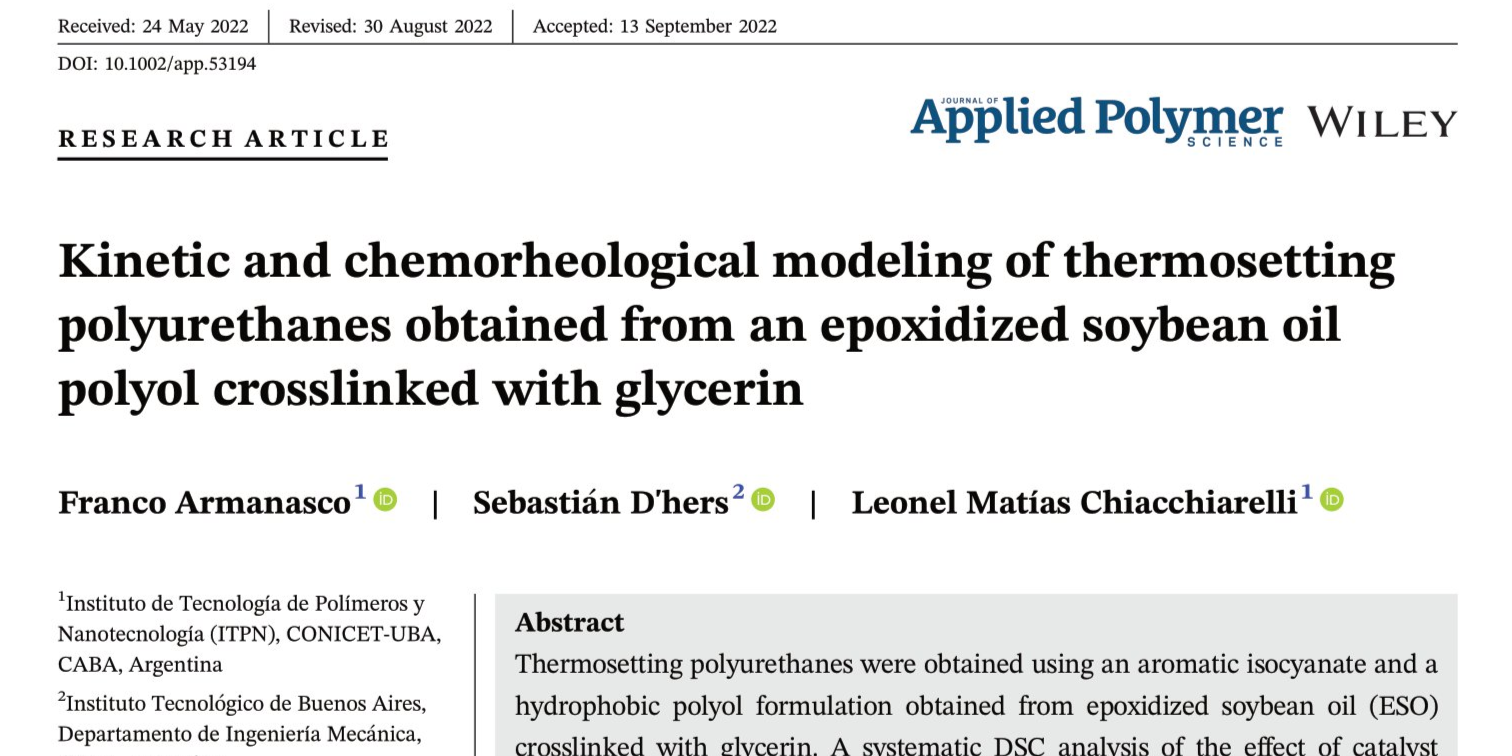 Received: 24 May 2022 | Revised: 30 August 2022 | Accepted: 13 September 2022
DOI: 10.1002/app.53194
JOURNAL OF
Applied Polymer WILEY
SCIENCE
RESEARCH ARTICLE
Kinetic and chemorheological modeling of thermosetting
polyurethanes obtained from an epoxidized soybean oil
polyol crosslinked with glycerin
Franco Armanasco1 iD | Sebastián D'hers2 iD | Leonel Matías Chiacchiarelli1 iD
1Instituto de Tecnología de Polímeros y
Nanotecnología (ITPN), CONICET-UBA,
CABA, Argentina
2Instituto Tecnológico de Buenos Aires,
Departamento de Ingeniería Mecánica,
Abstract
Thermosetting polyurethanes were obtained using an aromatic isocyanate and a
hydrophobic polyol formulation obtained from epoxidized soybean oil (ESO)
crosslinked with glycerin. A systematic DSC analysis of the effect of catalyst